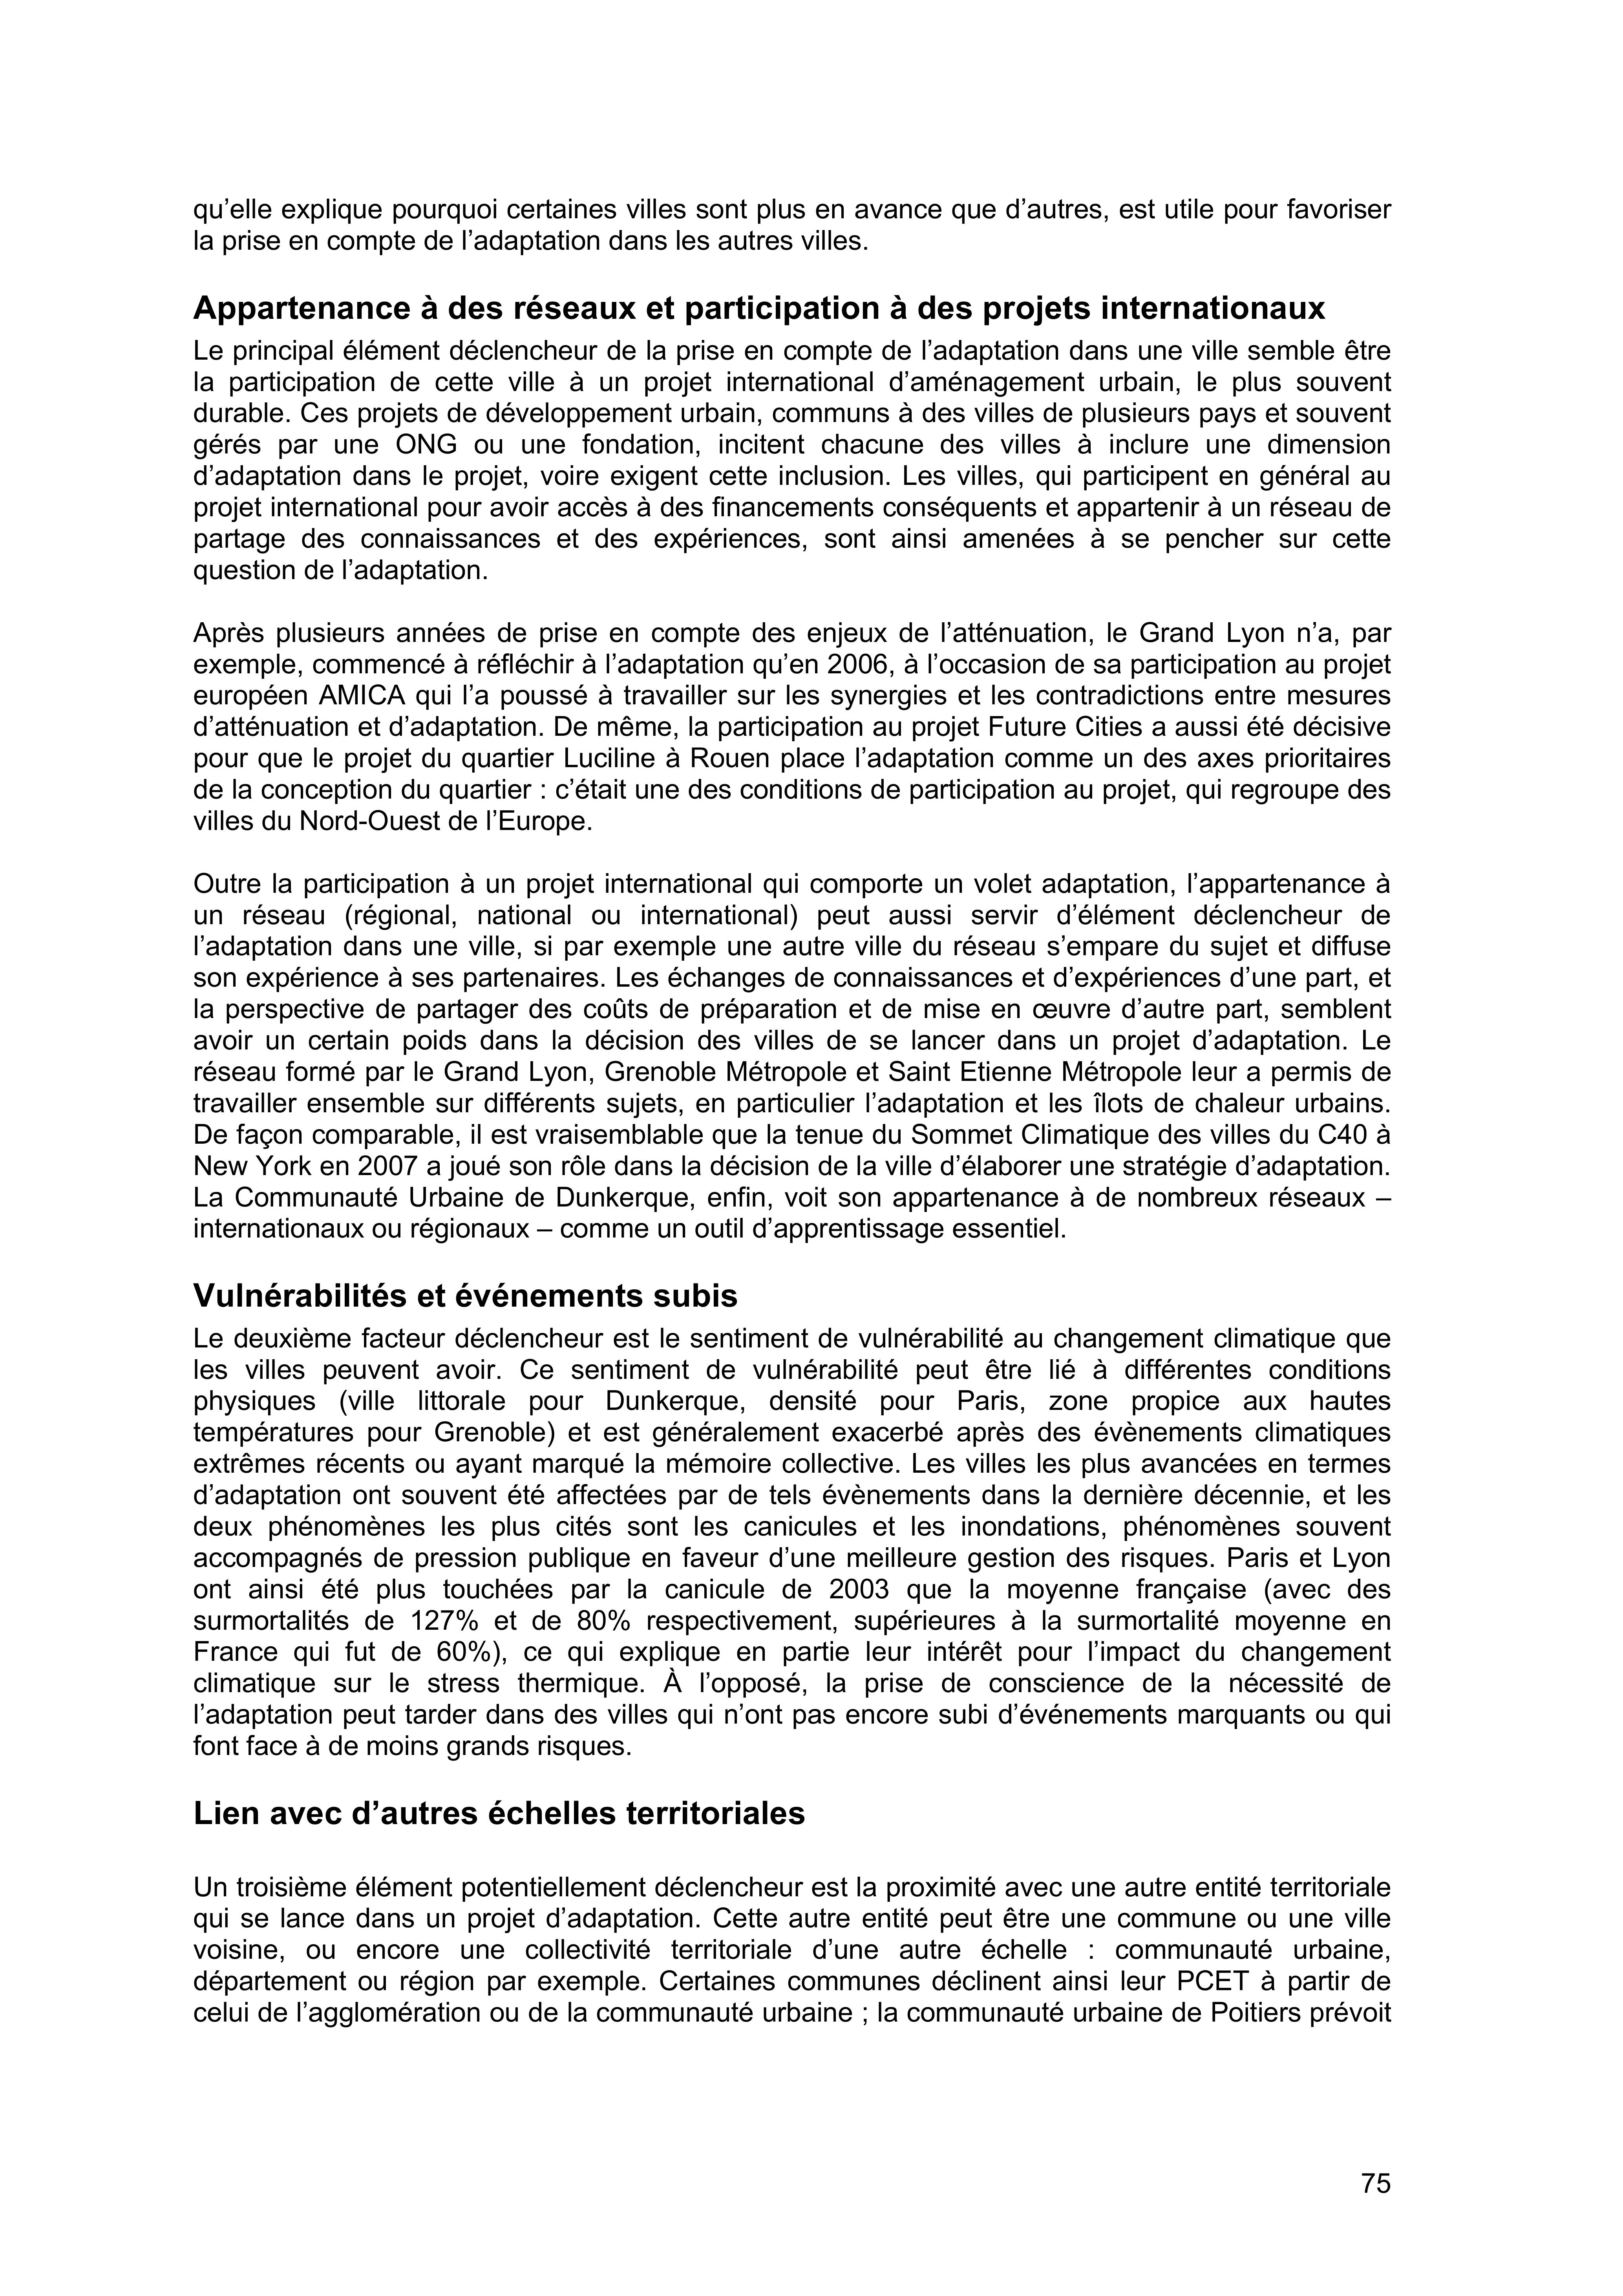 qu’elle explique pourquoi certaines villes sont plus en avance que d’autres, est utile pour favoriser
la prise en compte de l’adaptation dans les autres villes.
Appartenance à des réseaux et participation à des projets internationaux
Le principal élément déclencheur de la prise en compte de l’adaptation dans une ville semble être
la participation de cette ville à un projet international d’aménagement urbain, le plus souvent
durable. Ces projets de développement urbain, communs à des villes de plusieurs pays et souvent
gérés par une ONG ou une fondation, incitent chacune des villes à inclure une dimension
d’adaptation dans le projet, voire exigent cette inclusion. Les villes, qui participent en général au
projet international pour avoir accès à des financements conséquents et appartenir à un réseau de
partage des connaissances et des expériences, sont ainsi amenées à se pencher sur cette
question de l’adaptation.
Après plusieurs années de prise en compte des enjeux de l’atténuation, le Grand Lyon n’a, par
exemple, commencé à réfléchir à l’adaptation qu’en 2006, à l’occasion de sa participation au projet
européen AMICA qui l’a poussé à travailler sur les synergies et les contradictions entre mesures
d’atténuation et d’adaptation. De même, la participation au projet Future Cities a aussi été décisive
pour que le projet du quartier Luciline à Rouen place l’adaptation comme un des axes prioritaires
de la conception du quartier : c’était une des conditions de participation au projet, qui regroupe des
villes du Nord-Ouest de l’Europe.
Outre la participation à un projet international qui comporte un volet adaptation, l’appartenance à
un réseau (régional, national ou international) peut aussi servir d’élément déclencheur de
l’adaptation dans une ville, si par exemple une autre ville du réseau s’empare du sujet et diffuse
son expérience à ses partenaires. Les échanges de connaissances et d’expériences d’une part, et
la perspective de partager des coûts de préparation et de mise en œuvre d’autre part, semblent
avoir un certain poids dans la décision des villes de se lancer dans un projet d’adaptation. Le
réseau formé par le Grand Lyon, Grenoble Métropole et Saint Etienne Métropole leur a permis de
travailler ensemble sur différents sujets, en particulier l’adaptation et les îlots de chaleur urbains.
De façon comparable, il est vraisemblable que la tenue du Sommet Climatique des villes du C40 à
New York en 2007 a joué son rôle dans la décision de la ville d’élaborer une stratégie d’adaptation.
La Communauté Urbaine de Dunkerque, enfin, voit son appartenance à de nombreux réseaux –
internationaux ou régionaux – comme un outil d’apprentissage essentiel.
Vulnérabilités et événements subis
Le deuxième facteur déclencheur est le sentiment de vulnérabilité au changement climatique que
les villes peuvent avoir. Ce sentiment de vulnérabilité peut être lié à différentes conditions
physiques (ville littorale pour Dunkerque, densité pour Paris, zone propice aux hautes
températures pour Grenoble) et est généralement exacerbé après des évènements climatiques
extrêmes récents ou ayant marqué la mémoire collective. Les villes les plus avancées en termes
d’adaptation ont souvent été affectées par de tels évènements dans la dernière décennie, et les
deux phénomènes les plus cités sont les canicules et les inondations, phénomènes souvent
accompagnés de pression publique en faveur d’une meilleure gestion des risques. Paris et Lyon
ont ainsi été plus touchées par la canicule de 2003 que la moyenne française (avec des
surmortalités de 127% et de 80% respectivement, supérieures à la surmortalité moyenne en
France qui fut de 60%), ce qui explique en partie leur intérêt pour l’impact du changement
climatique sur le stress thermique. À l’opposé, la prise de conscience de la nécessité de
l’adaptation peut tarder dans des villes qui n’ont pas encore subi d’événements marquants ou qui
font face à de moins grands risques.
Lien avec d’autres échelles territoriales
Un troisième élément potentiellement déclencheur est la proximité avec une autre entité territoriale
qui se lance dans un projet d’adaptation. Cette autre entité peut être une commune ou une ville
voisine, ou encore une collectivité territoriale d’une autre échelle : communauté urbaine,
département ou région par exemple. Certaines communes déclinent ainsi leur PCET à partir de
celui de l’agglomération ou de la communauté urbaine ; la communauté urbaine de Poitiers prévoit
75